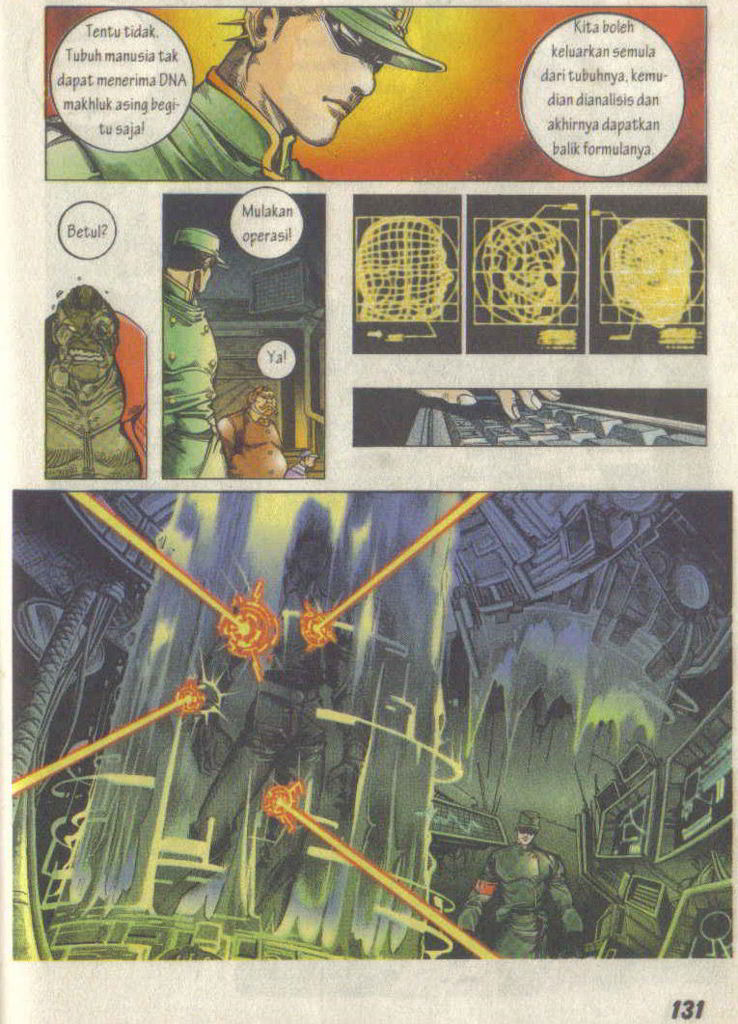 Tentu tidak.
Tubuh manusia tak
dapat menerima DNA
makhluk asing begi-
tu saja!
Kita boleh
keluarkan semula
dari tubuhnya, kemu-
dian dianalisis dan
akhirnya dapatkan
balik formulanya.
Betul?
Mulakan
operasi!
Ya!
131